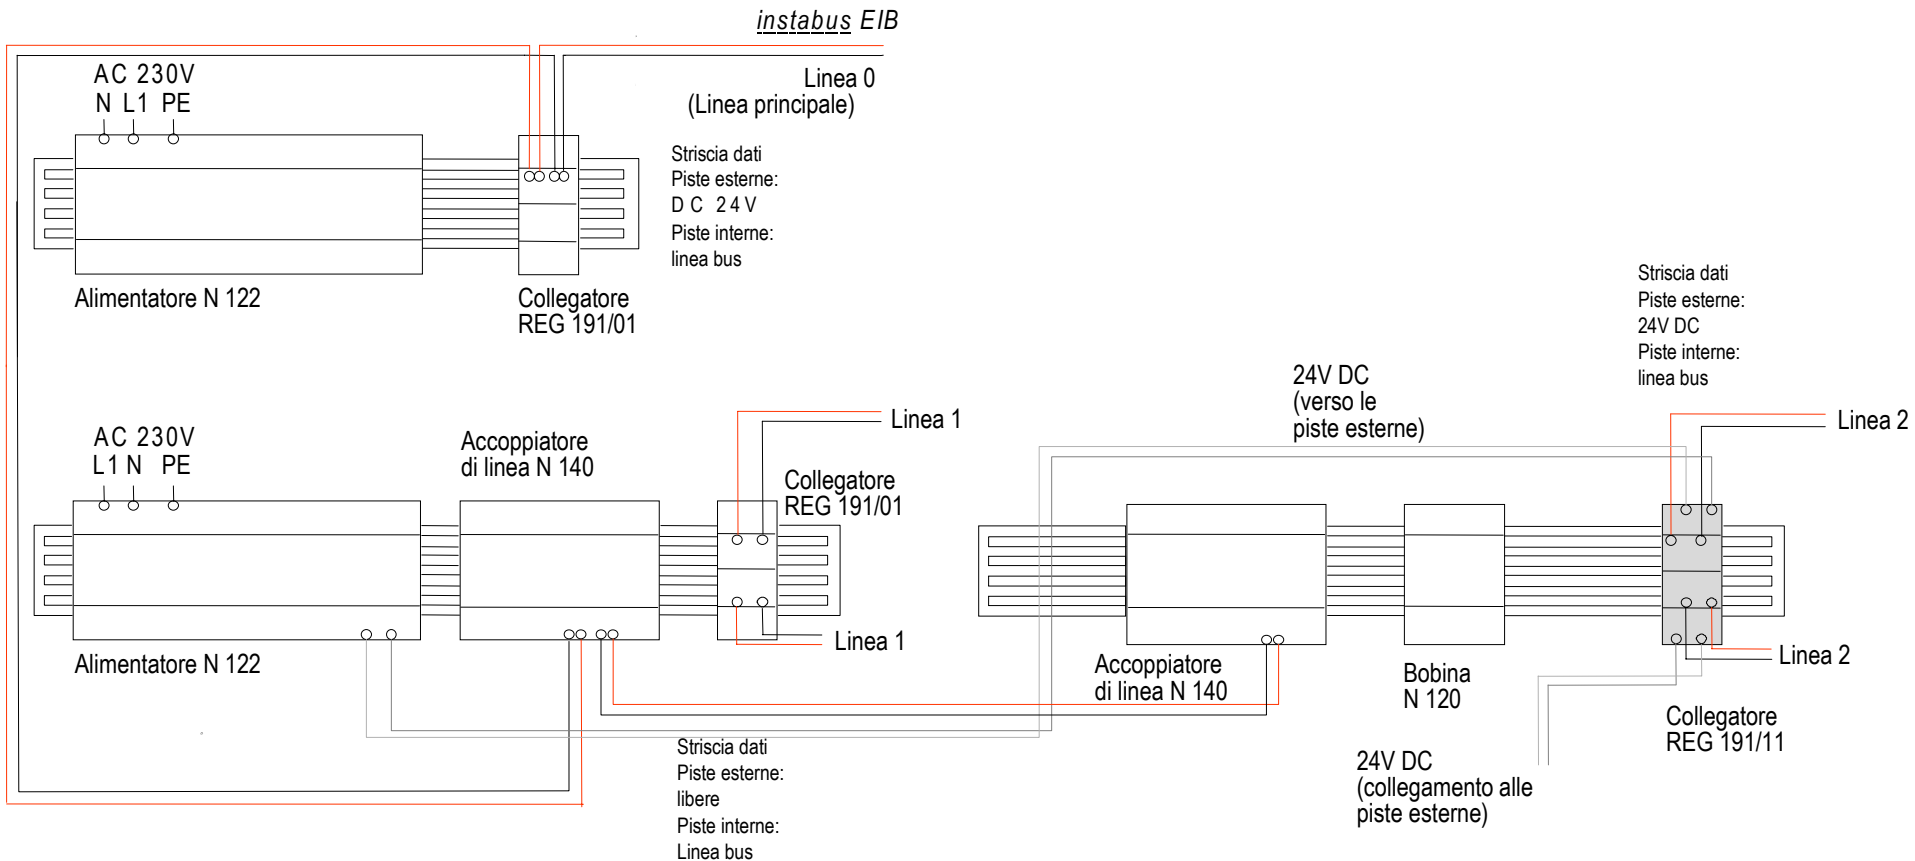 instabus EIB
Linea 0
(Linea principale)
AC 230V
N L1 PE
Striscia dati
Piste esterne:
DC 24V
Piste interne:
linea bus
Alimentatore N 122
Collegatore
REG 191/01
Striscia dati
Piste esterne:
24V DC
Piste interne:
linea bus
24V DC
(verso le
piste esterne)
AC 230V
L1 N PE
Accoppiatore
di linea N 140
Linea 1
Collegatore
REG 191/01
Linea 2
Linea 1
Alimentatore N 122
Accoppiatore
di linea N 140
Bobina
N 120
Linea 2
Collegatore
REG 191/11
Striscia dati
Piste esterne:
libere
Piste interne:
Linea bus
24V DC
(collegamento alle
piste esterne)